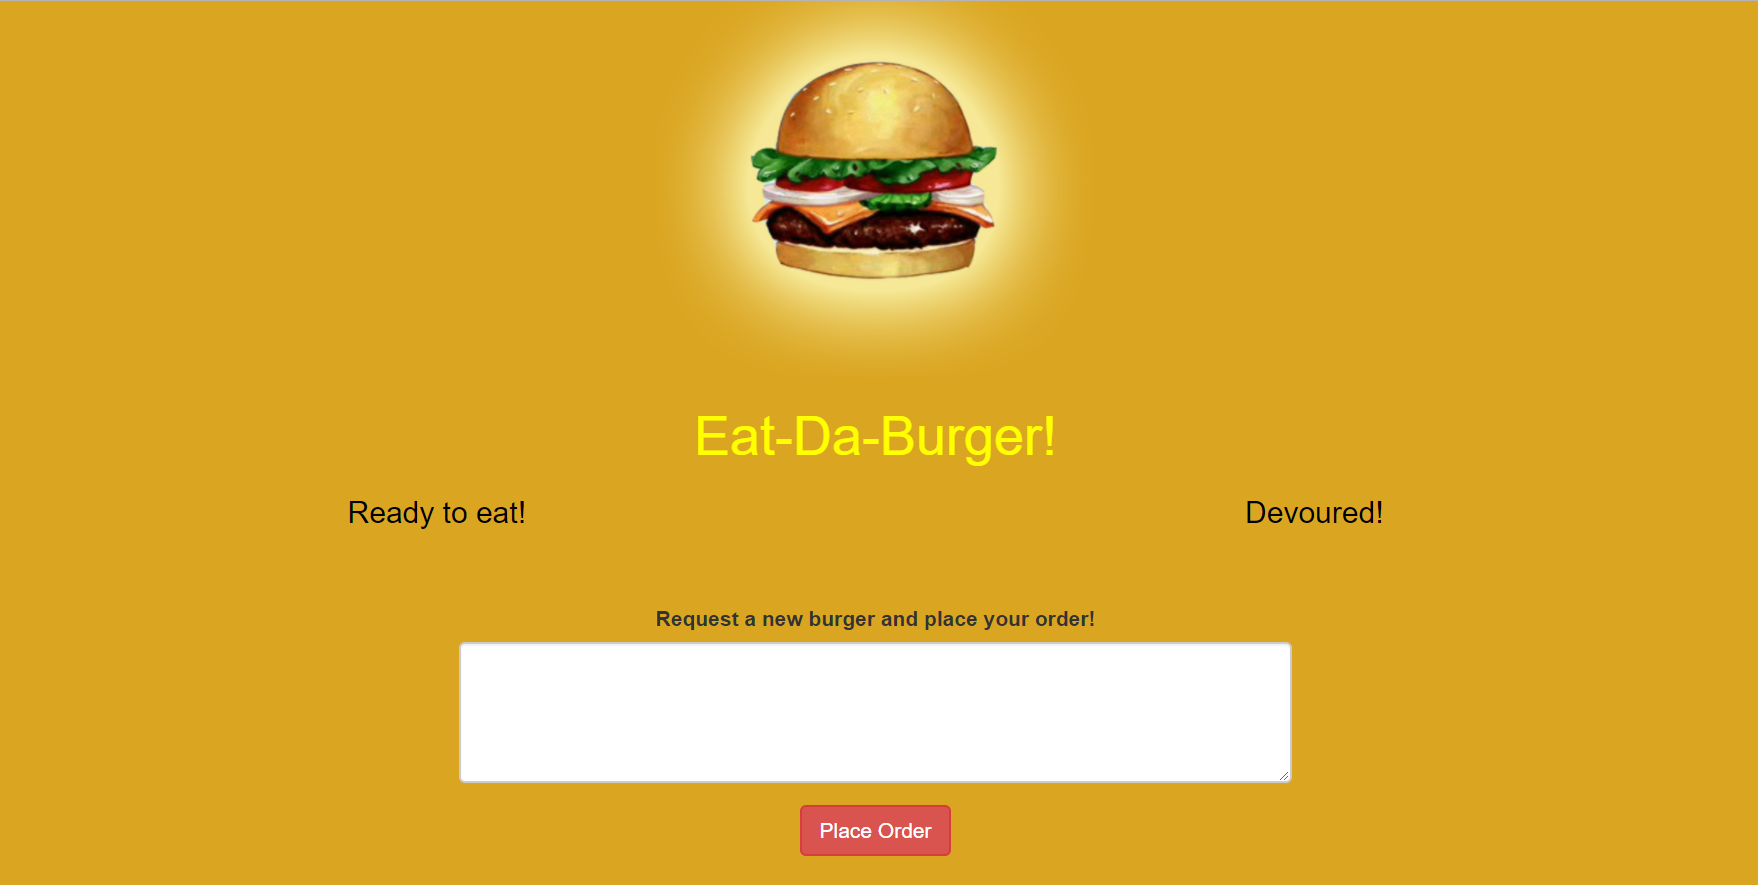 Eat-Da-Burger!
Ready to eat!
Devoured!
Request a new burger and place your order!
Place Order